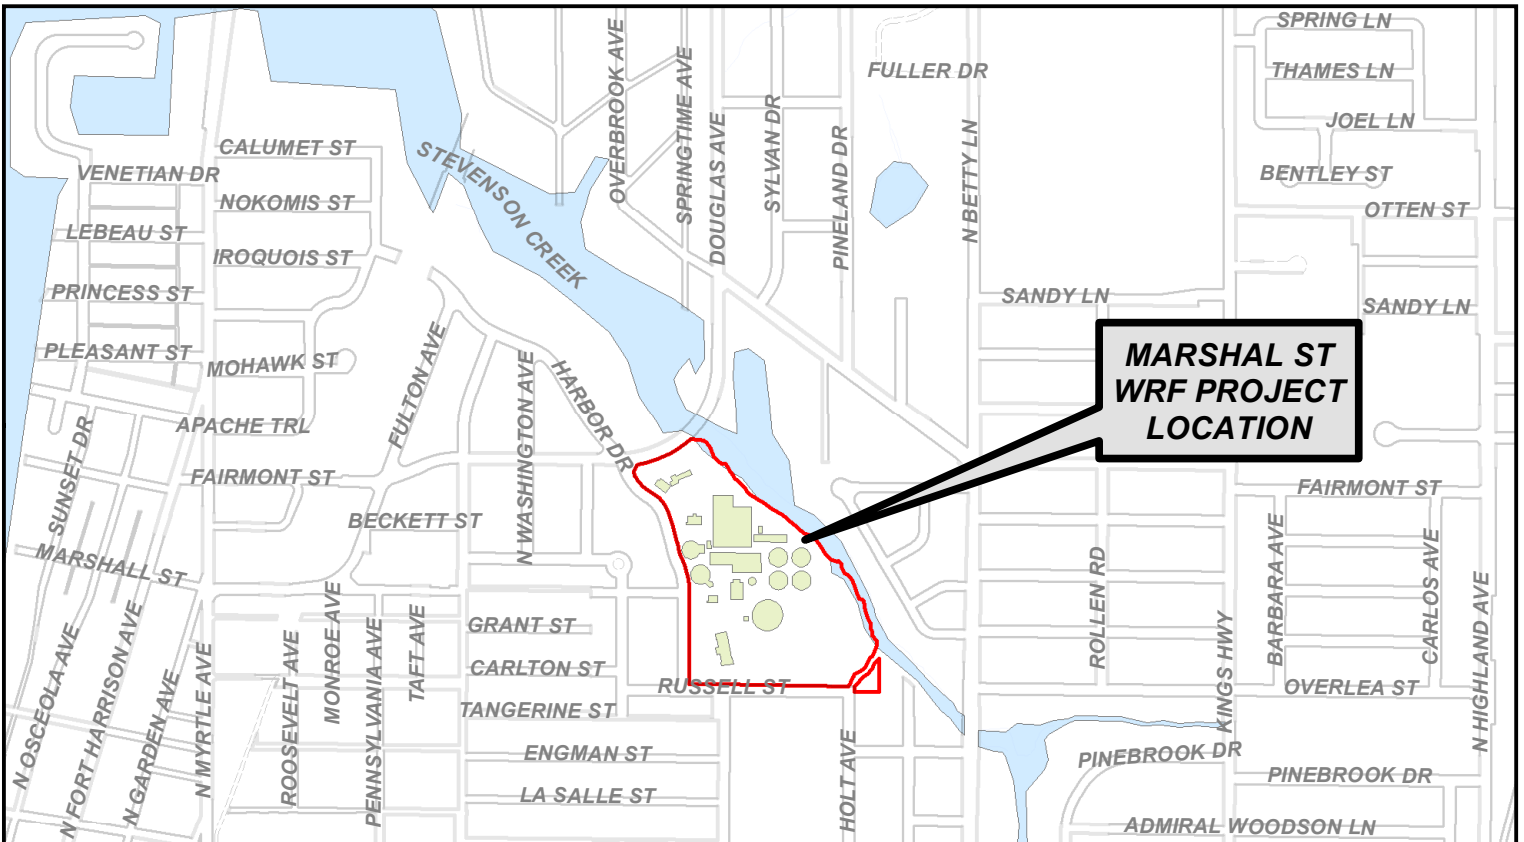 SPRING LN
FULLER DR
THAMES LN
OVERBROOK AVE
SPRINGTIME AVE
DOUGLAS AVE
SYLVAN DR
PINELAND DR
N BETTY LN
JOEL LN
CALUMET ST
STEVENSON CREEK
VENETIAN DR
BENTLEY ST
NOKOMIS ST
OTTEN ST
LEBEAU ST
IROQUOIS ST
PRINCESS ST
SANDY LN
SANDY LN
PLEASANT ST
MOHAWK ST
FULTON AVE
N WASHINGTON AVE
HARBOR DR
MARSHAL ST
WRF PROJECT
LOCATION
APACHE TRL
SUNSET DR
FAIRMONT ST
FAIRMONT ST
BECKETT ST
MARSHALL ST
ROLLEN RD
BARBARA AVE
CARLOS AVE
N HIGHLAND AVE
KINGS HWY
GRANT ST
CARLTON ST
RUSSELL ST
OVERLEA ST
TANGERINE ST
N OSCEOLA AVE
N FORT HARRISON AVE
N GARDEN AVE
N MYRTLE AVE
ROOSEVELT AVE
MONROE AVE
PENNSYLVANIA AVE
TAFT AVE
ENGMAN ST
PINEBROOK DR
PINEBROOK DR
LA SALLE ST
HOLT AVE
ADMIRAL WOODSON LN